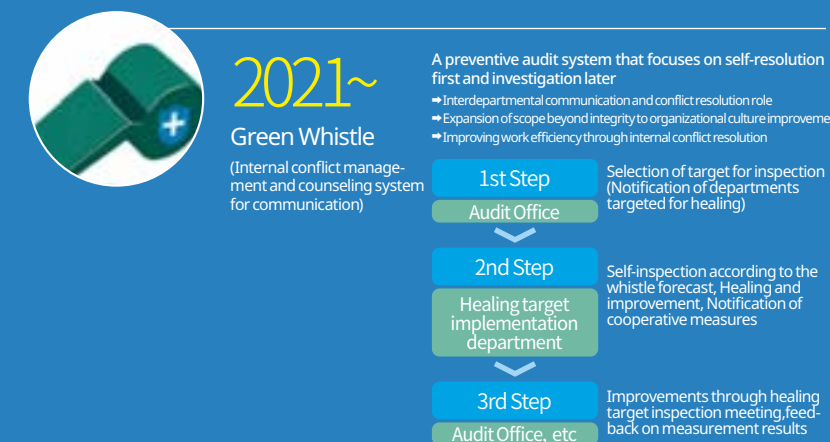 2021~
Green Whistle
(Internal conflict manage-
ment and counseling system
for communication)
A preventive audit system that focuses on self-resolution
first and investigation later
➡ Interdepartmental communication and conflict resolution role
➡ Expansion of scope beyond integrity to organizational culture improveme
➡ Improving work efficiency through internal conflict resolution
1st Step
Audit Office
Selection of target for inspection
(Notification of departments
targeted for healing)
2nd Step
Healing target
implementation
department
Self-inspection according to the
whistle forecast, Healing and
improvement, Notification of
cooperative measures
3rd Step
Audit Office, etc
Improvements through healing
target inspection meeting,feed-
back on measurement results